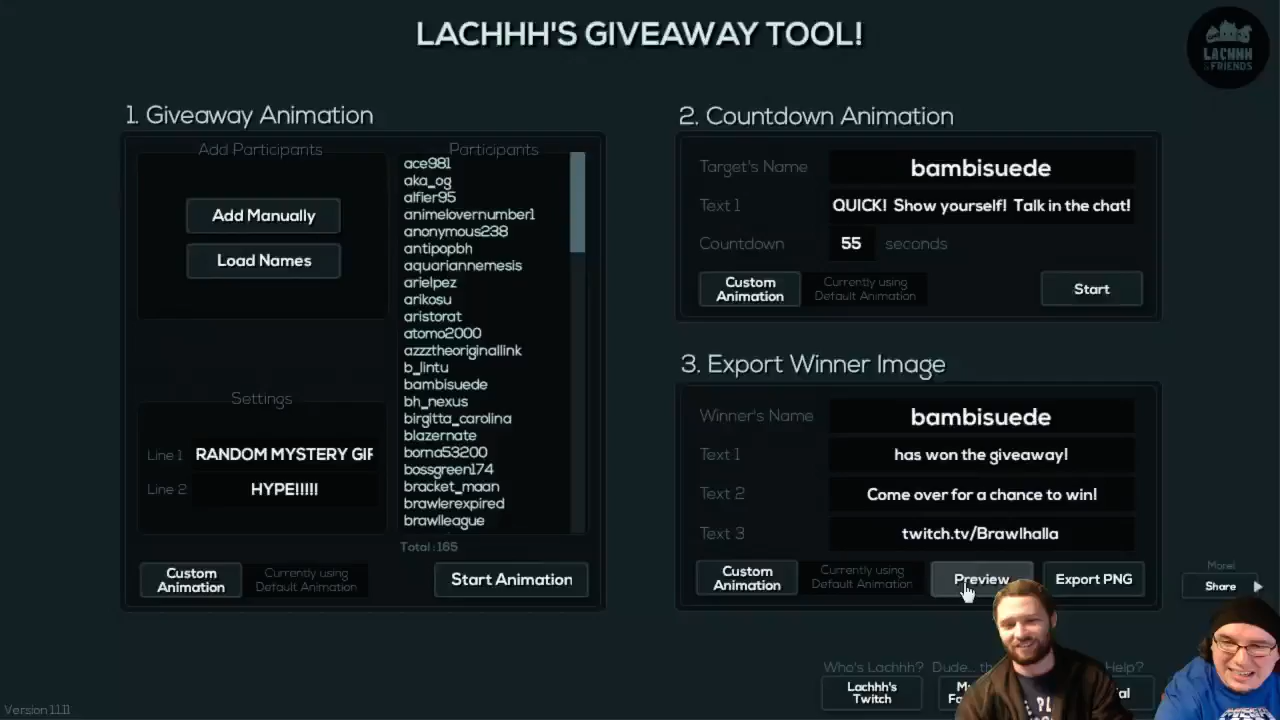 LACHHH'S GIVEAWAY TOOL!
LACHHH
& FRIENDS
1. Giveaway Animation
Add Participants
Add Manually
Load Names
Settings
Line 1 RANDOM MYSTERY GIF
Line 2 HYPE!!!!!
Custom
Animation
Currently using
Default Animation
Participants
ace981
aka_og
alfier95
animelovernumber1
anonymous238
antipopbh
aquariannemesis
arielpez
arikosu
aristorat
atomo2000
azzztheoriginallink
b_lintu
bambisuede
bh_nexus
birgitta_carolina
blazernate
borna53200
bossgreen174
bracket_maan
brawlerexpired
brawlleague
Total :165
Start Animation
2. Countdown Animation
Target's Name bambisuede
Text 1 QUICK! Show yourself! Talk in the chat!
Countdown 55 seconds
Custom
Animation
Currently using
Default Animation
Start
3. Export Winner Image
Winner's Name bambisuede
Text 1 has won the giveaway!
Text 2 Come over for a chance to win!
Text 3 twitch.tv/Brawlhalla
Custom
Animation
Currently using
Default Animation
Preview
Export PNG
More!
Share
Who's Lachhh?
Lachhh's
Twitch
Dude...
Help?
Version 1.1.11